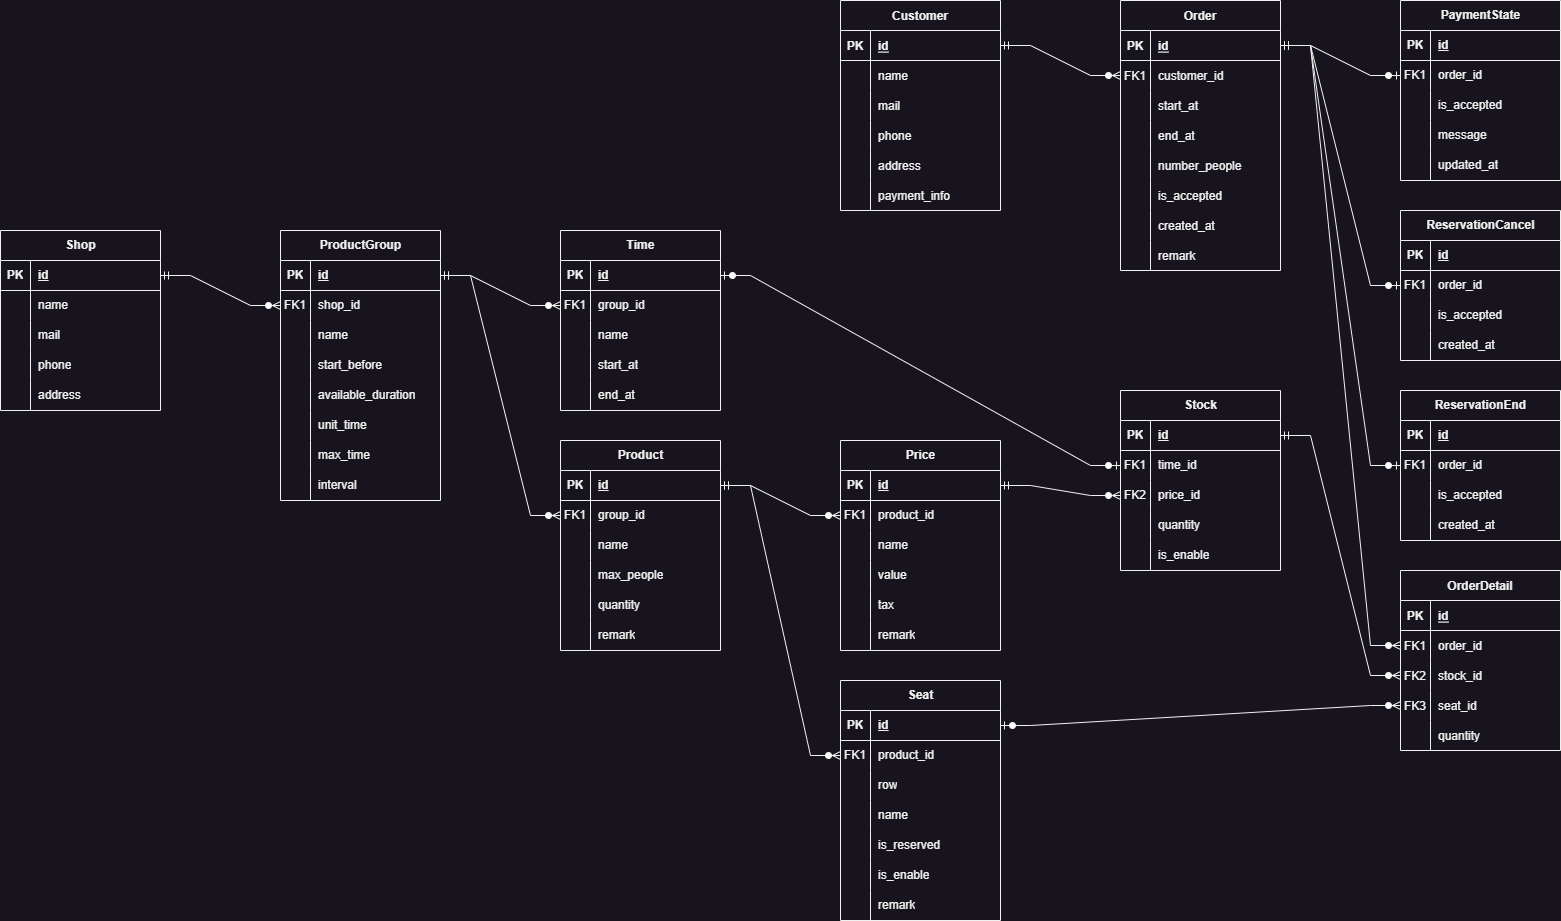 Customer
PK id
name
mail
phone
address
payment_info
Order
PK id
FK1 customer_id
start_at
end_at
number_people
is_accepted
created_at
remark
PaymentState
PK id
FK1 order_id
is_accepted
message
updated_at
ReservationCancel
PK id
FK1 order_id
is_accepted
created_at
Shop
PK id
name
mail
phone
address
ProductGroup
PK id
FK1 shop_id
name
start_before
available_duration
unit_time
max_time
interval
Time
PK id
FK1 group_id
name
start_at
end_at
Stock
PK id
FK1 time_id
FK2 price_id
quantity
is_enable
ReservationEnd
PK id
FK1 order_id
is_accepted
created_at
Product
PK id
FK1 group_id
name
max_people
quantity
remark
Price
PK id
FK1 product_id
name
value
tax
remark
OrderDetail
PK id
FK1 order_id
FK2 stock_id
FK3 seat_id
quantity
Seat
PK id
FK1 product_id
row
name
is_reserved
is_enable
remark